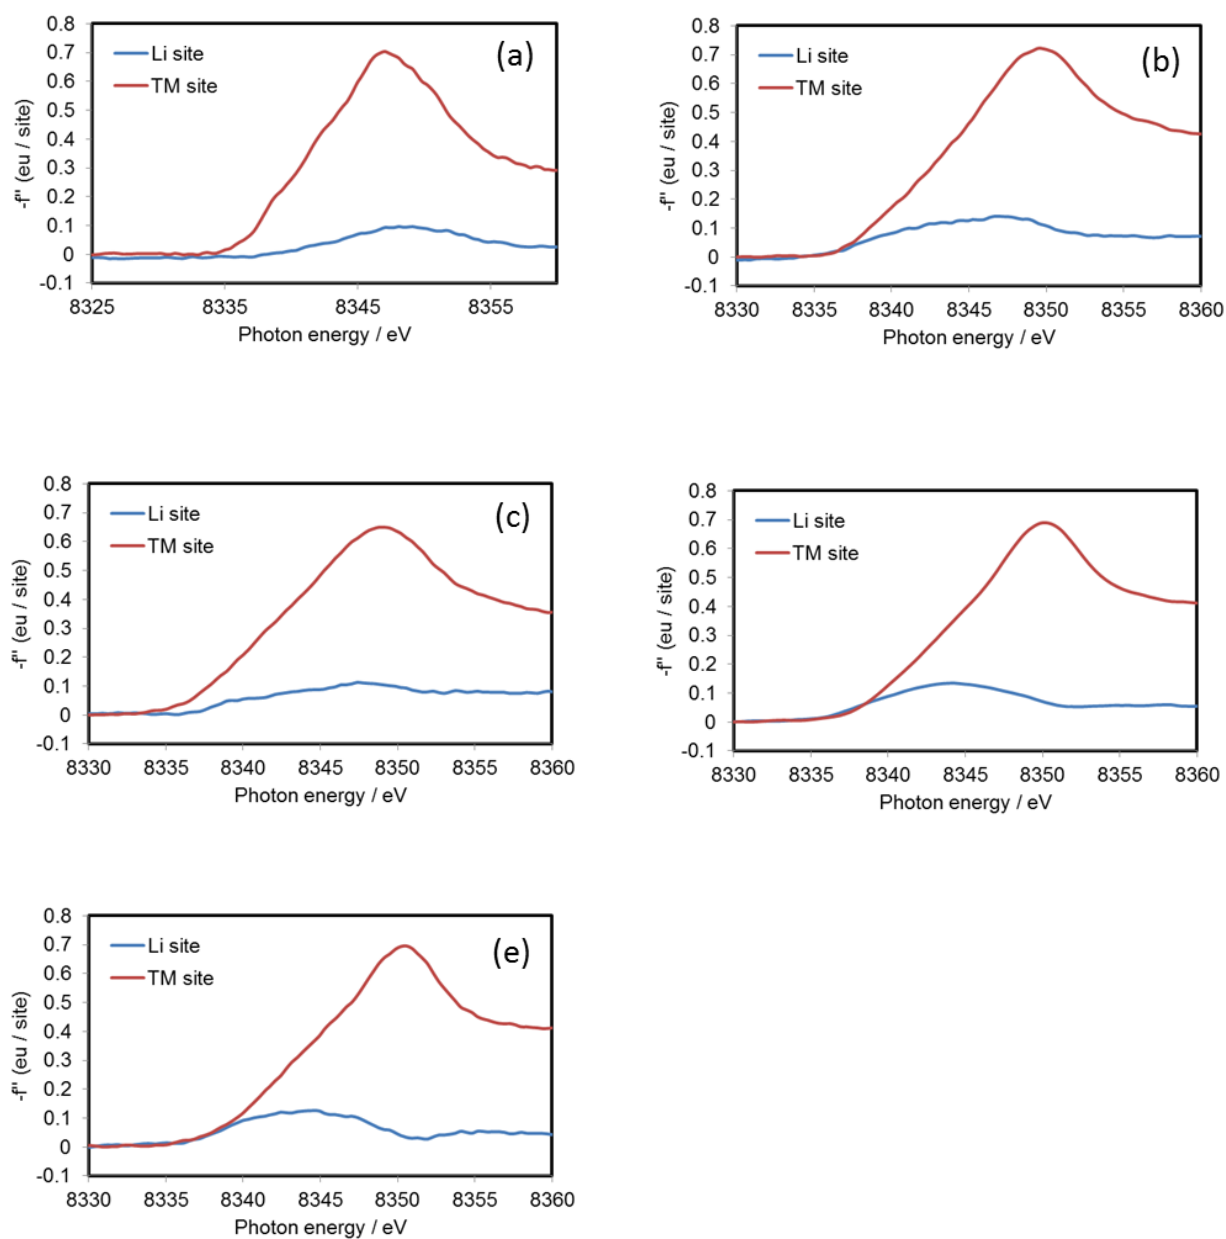 0.8
0.7
0.6
0.5
0.4
0.3
0.2
0.1
0
-0.1
-f" (eu / site)
Li site
TM site
(a)
8325 8335 8345 8355
Photon energy / eV
0.8
0.7
0.6
0.5
0.4
0.3
0.2
0.1
0
-0.1
-f" (eu / site)
Li site
TM site
(b)
8330 8335 8340 8345 8350 8355 8360
Photon energy / eV
0.8
0.7
0.6
0.5
0.4
0.3
0.2
0.1
0
-0.1
-f" (eu / site)
Li site
TM site
(c)
8330 8335 8340 8345 8350 8355 8360
Photon energy / eV
0.8
0.7
0.6
0.5
0.4
0.3
0.2
0.1
0
-0.1
-f" (eu / site)
Li site
TM site
8330 8335 8340 8345 8350 8355 8360
Photon energy / eV
0.8
0.7
0.6
0.5
0.4
0.3
0.2
0.1
0
-0.1
-f" (eu / site)
Li site
TM site
(e)
8330 8335 8340 8345 8350 8355 8360
Photon energy / eV